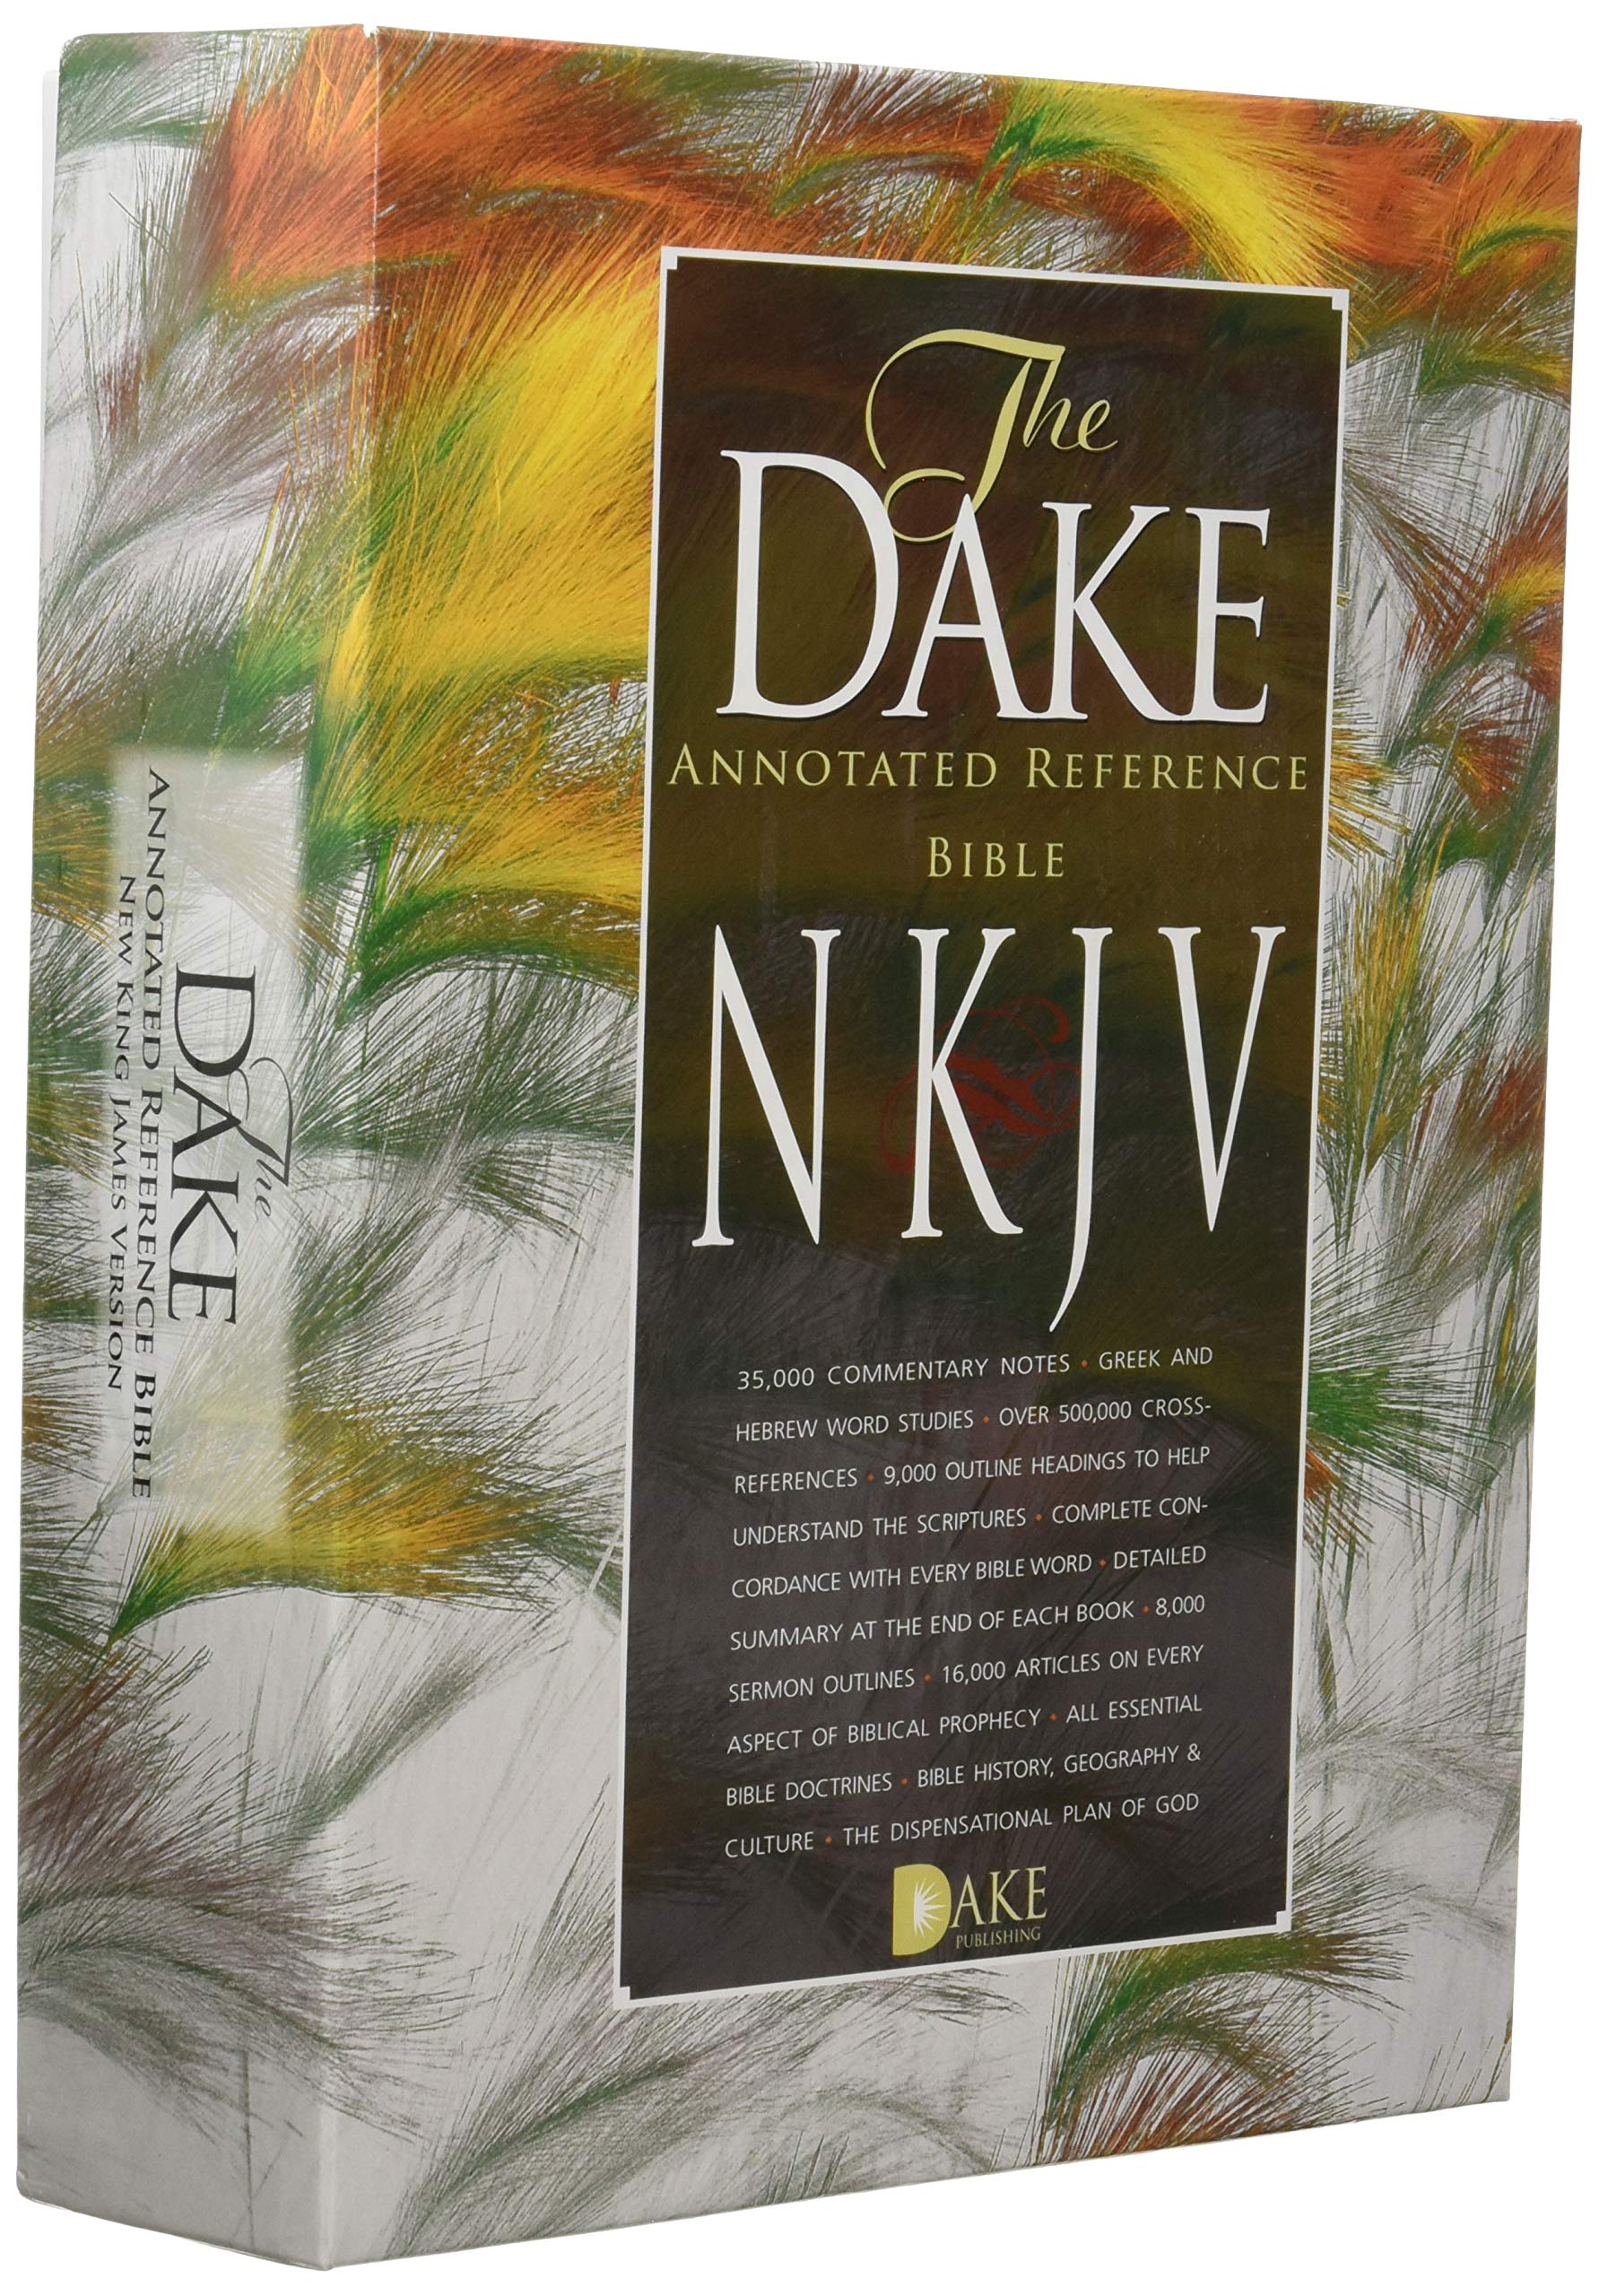 The
DAKE
ANNOTATED REFERENCE
BIBLE
NKJV
35,000 COMMENTARY NOTES • GREEK AND
HEBREW WORD STUDIES • OVER 500,000 CROSS-
REFERENCES • 9,000 OUTLINE HEADINGS TO HELP
UNDERSTAND THE SCRIPTURES • COMPLETE CON-
CORDANCE WITH EVERY BIBLE WORD • DETAILED
SUMMARY AT THE END OF EACH BOOK • 8,000
SERMON OUTLINES • 16,000 ARTICLES ON EVERY
ASPECT OF BIBLICAL PROPHECY • ALL ESSENTIAL
BIBLE DOCTRINES • BIBLE HISTORY, GEOGRAPHY &
CULTURE • THE DISPENSATIONAL PLAN OF GOD
DAKE
PUBLISHING
The
DAKE
ANNOTATED REFERENCE BIBLE
NEW KING JAMES VERSION